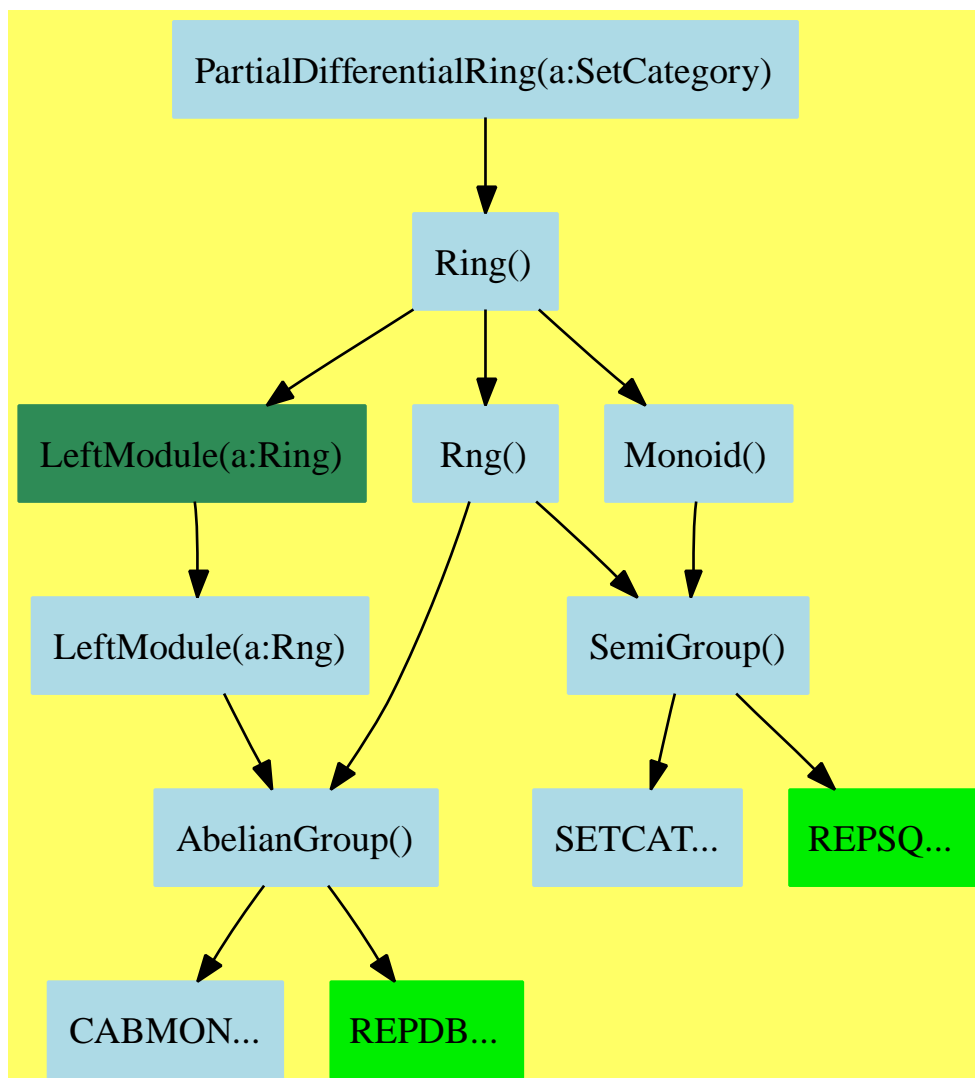 PartialDifferentialRing(a:SetCategory)
Ring()
LeftModule(a:Ring)
Rng()
Monoid()
LeftModule(a:Rng)
SemiGroup()
AbelianGroup()
SETCAT...
REPSQ...
CABMON...
REPDB...